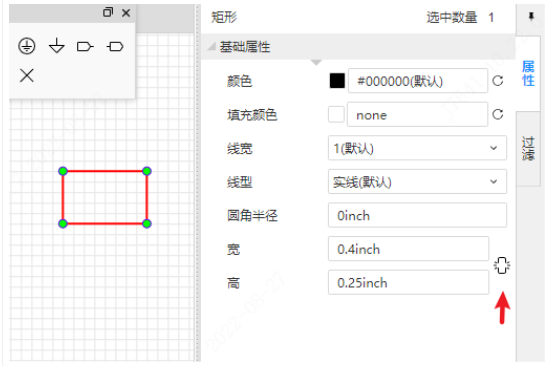 矩形 选中数量 1
基础属性
颜色 #000000(默认)
填充颜色 none
线宽 1(默认)
线型 实线(默认)
圆角半径 0inch
宽 0.4inch
高 0.25inch
属性
过滤